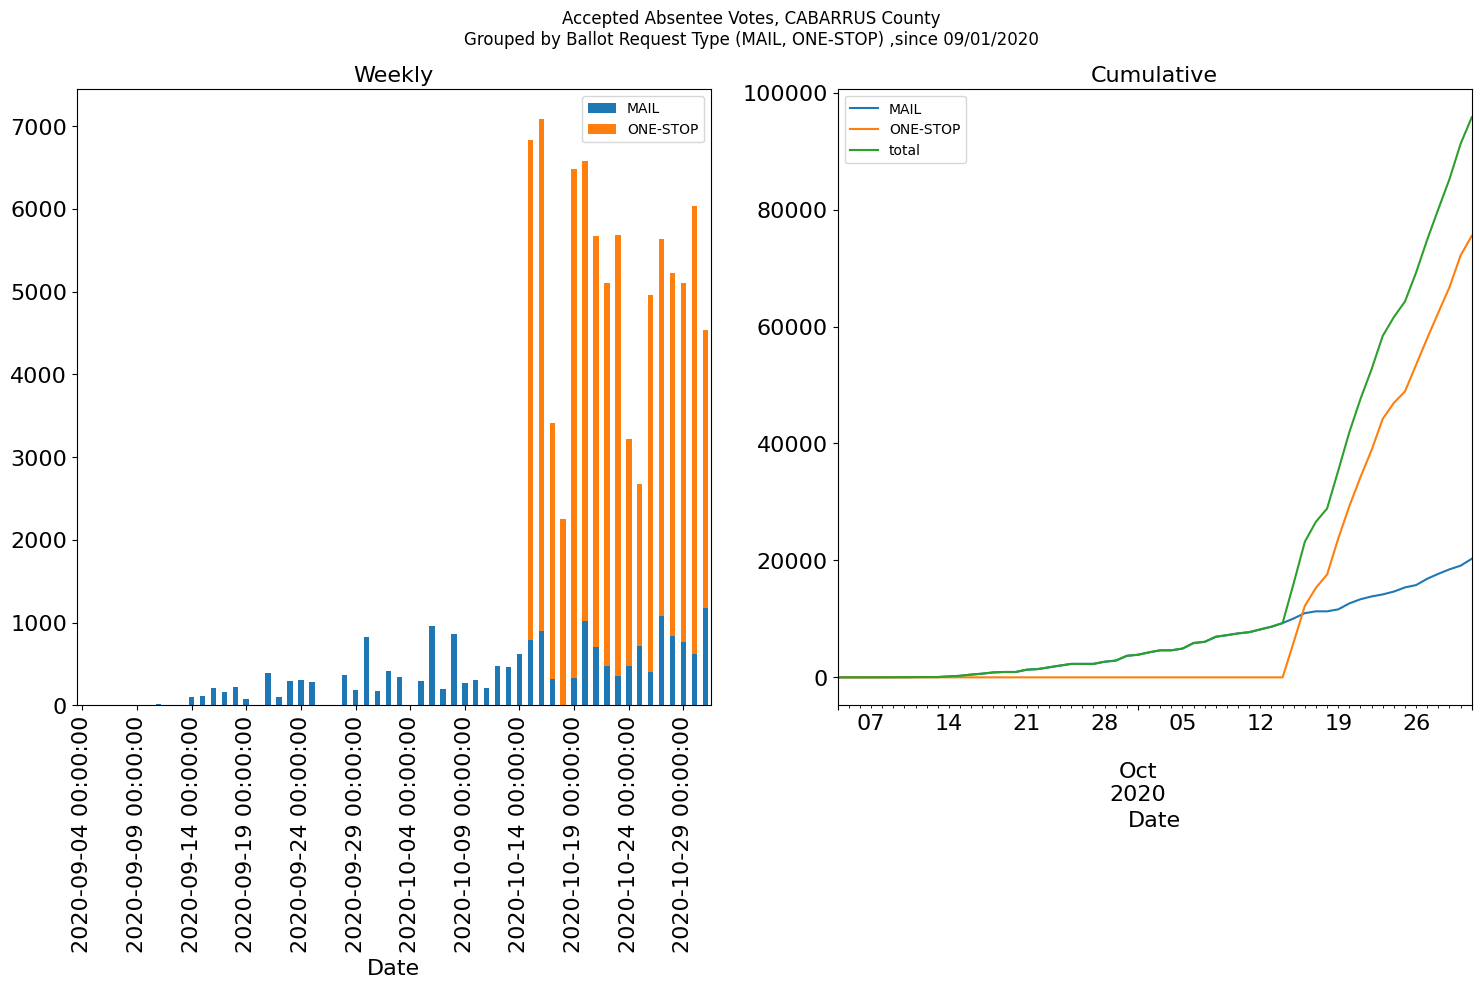 Accepted Absentee Votes, CABARRUS County
Grouped by Ballot Request Type (MAIL, ONE-STOP) ,since 09/01/2020
Weekly
MAIL
ONE-STOP
7000
6000
5000
4000
3000
2000
1000
0
2020-09-04 00:00:00
2020-09-09 00:00:00
2020-09-14 00:00:00
2020-09-19 00:00:00
2020-09-24 00:00:00
2020-09-29 00:00:00
2020-10-04 00:00:00
2020-10-09 00:00:00
2020-10-14 00:00:00
2020-10-19 00:00:00
2020-10-24 00:00:00
2020-10-29 00:00:00
Date
Cumulative
MAIL
ONE-STOP
total
100000
80000
60000
40000
20000
0
07 14 21 28 05 12 19 26
Oct
2020
Date